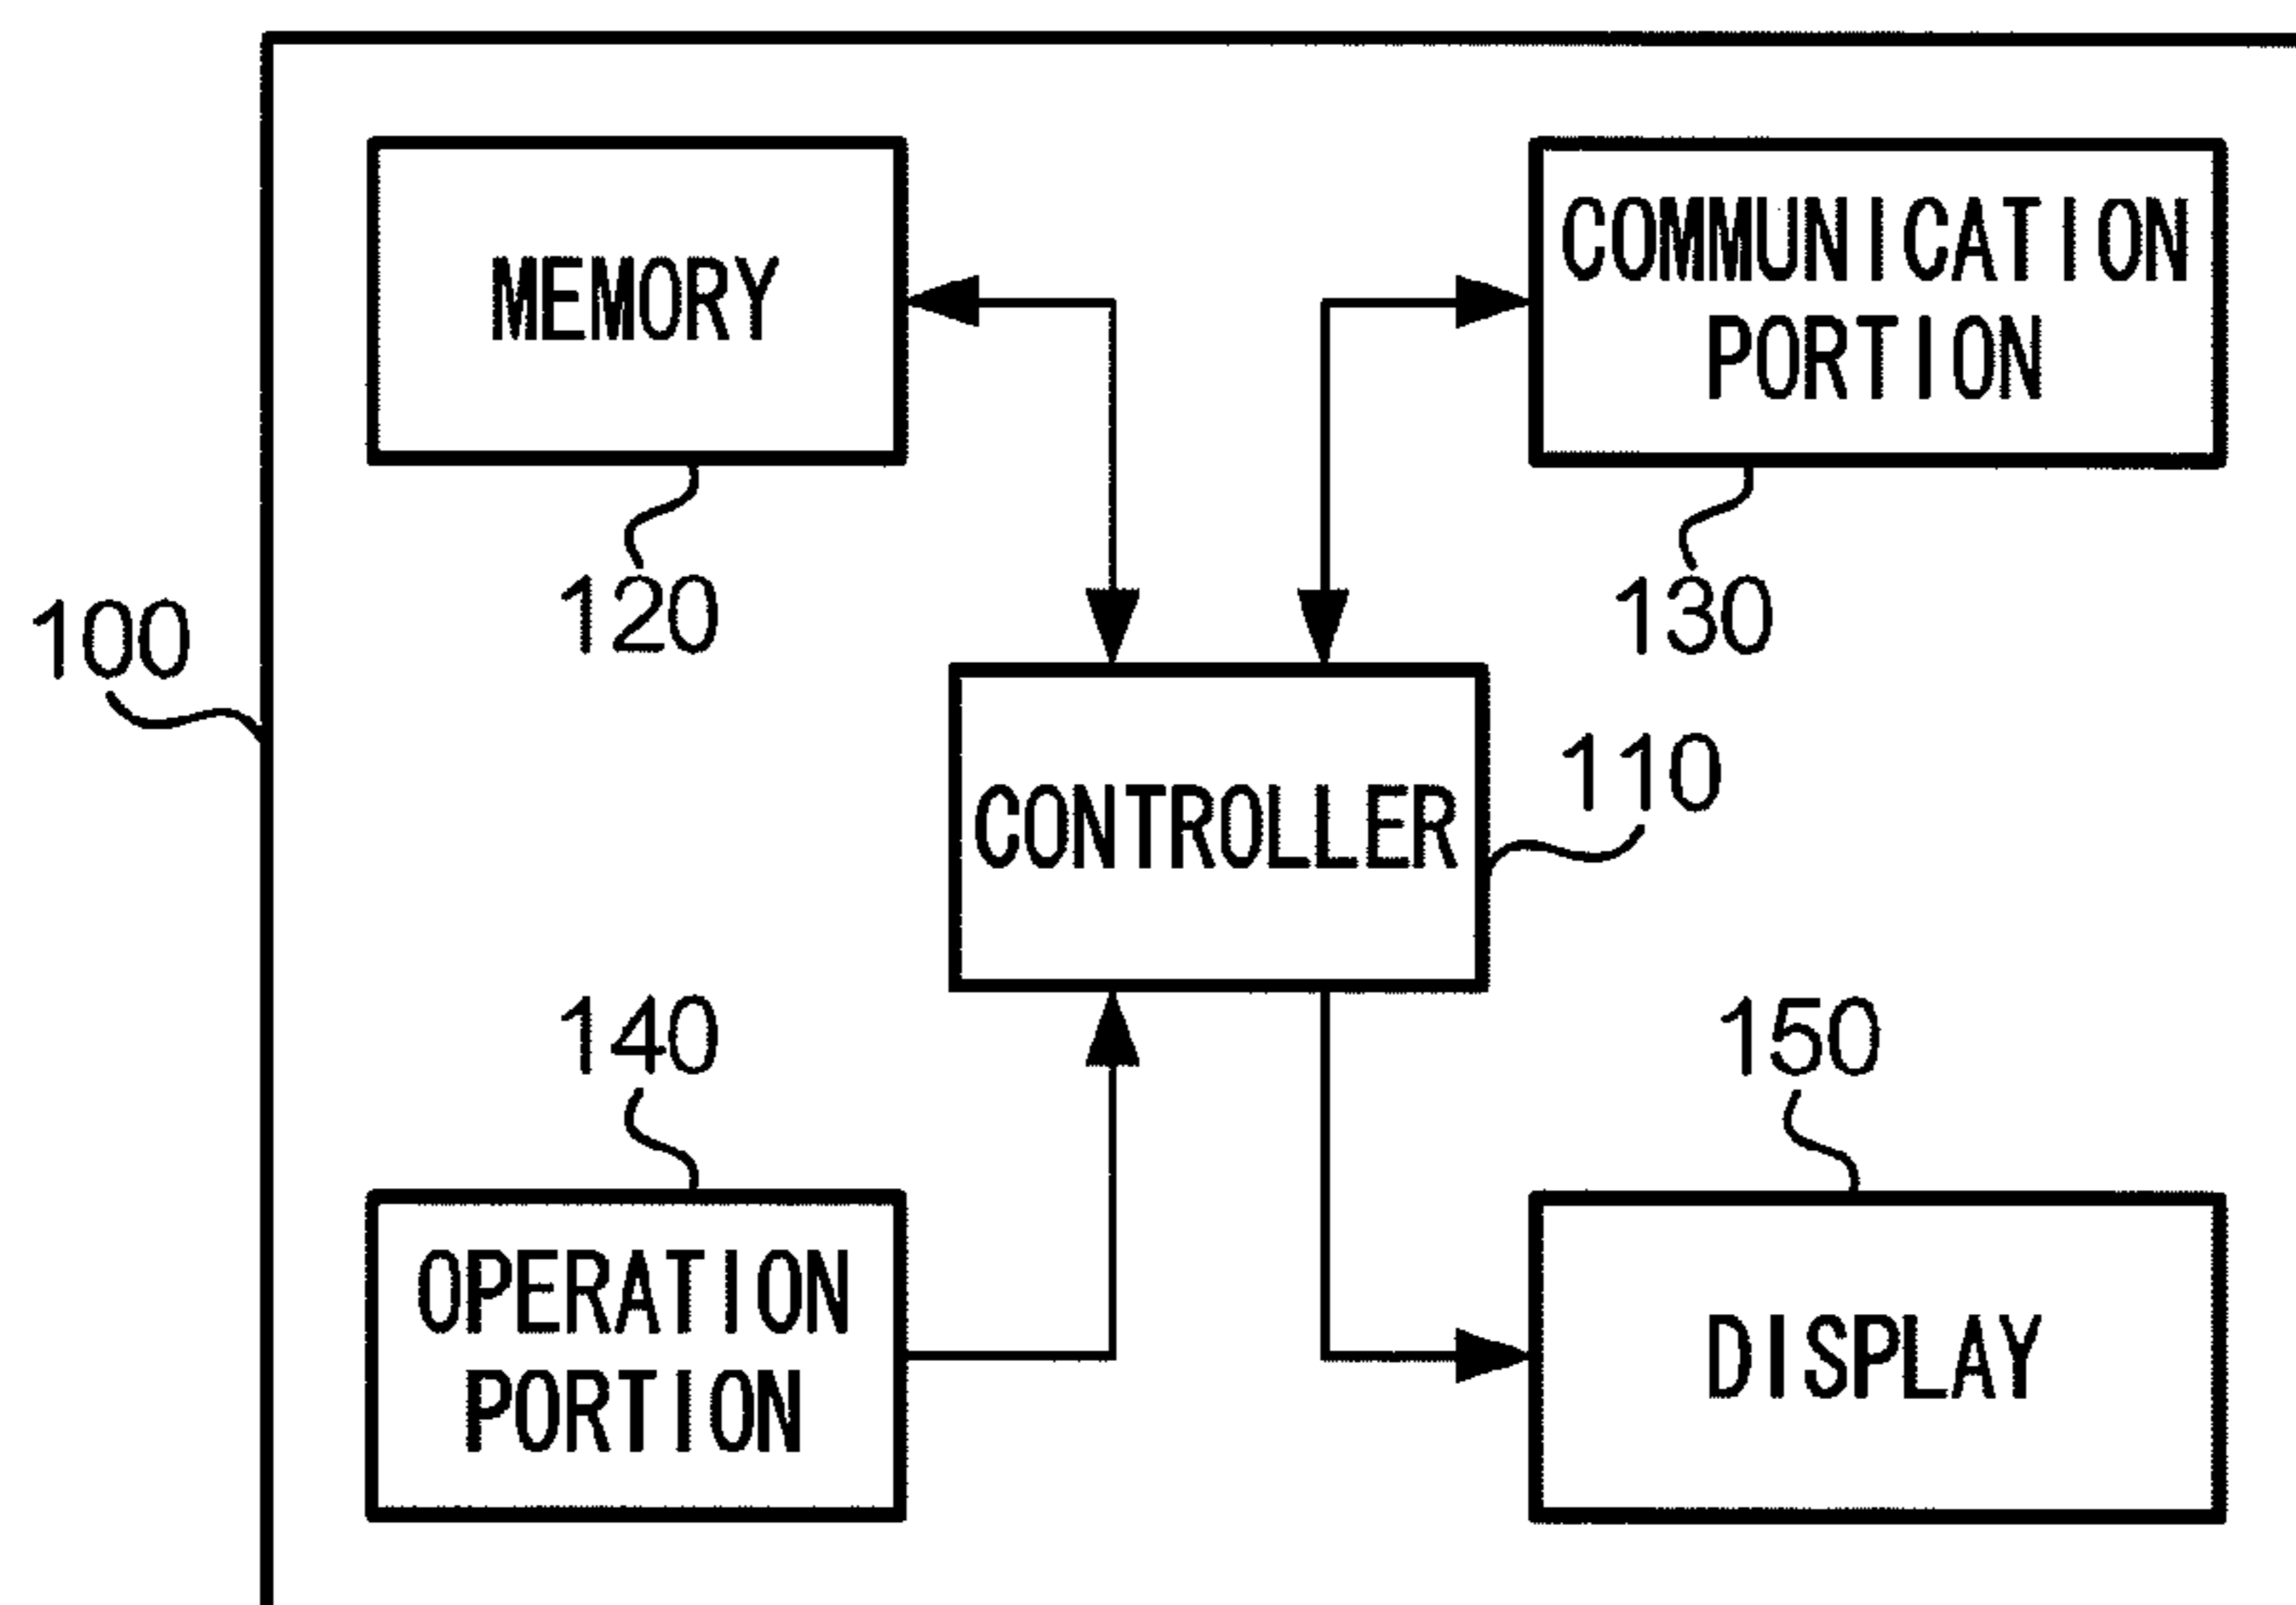 MEMORY
COMMUNICATION
PORTION
120
130
100
110
CONTROLLER
140
150
OPERATION
PORTION
DISPLAY